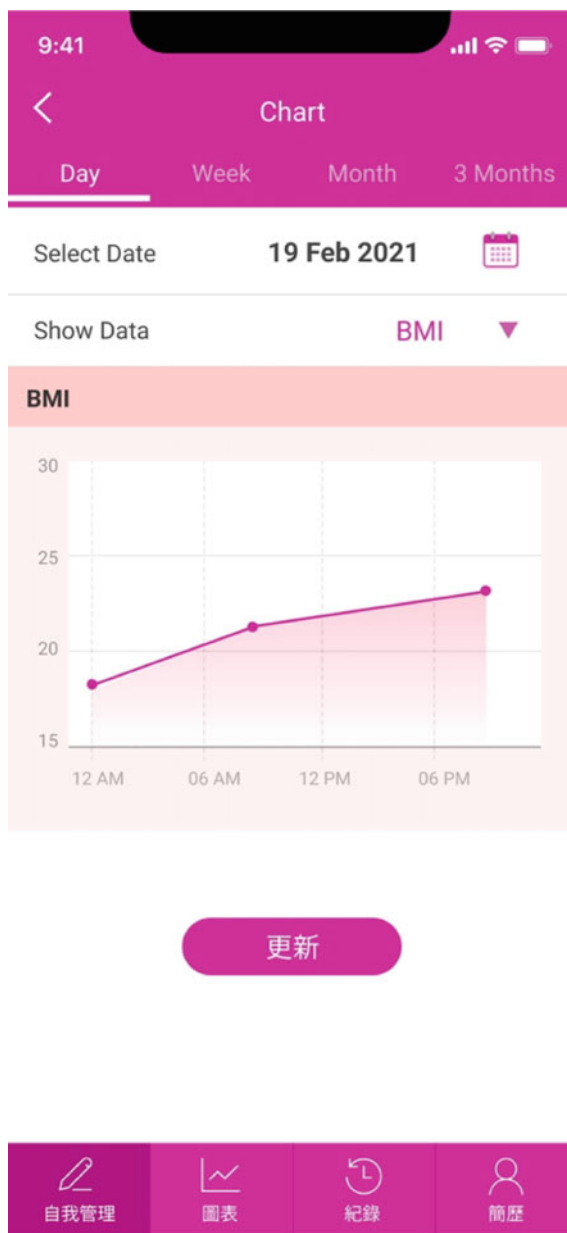 9:41
Chart
Day Week Month 3 Months
Select Date 19 Feb 2021
Show Data BMI
BMI
30
25
20
15
12 AM 06 AM 12 PM 06 PM
更新
自我管理 圖表 紀錄 簡歷